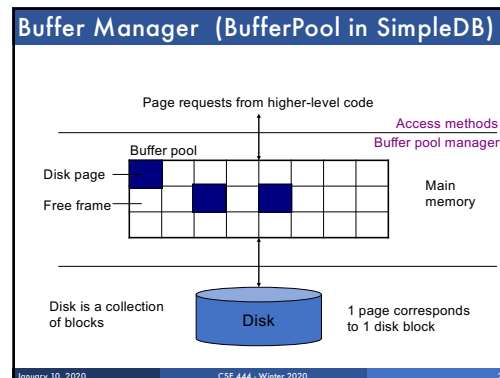 Buffer Manager (BufferPool in SimpleDB)
Page requests from higher-level code
Access methods
Buffer pool manager
Buffer pool
Disk page
Free frame
Main
memory
Disk is a collection
of blocks
Disk
1 page corresponds
to 1 disk block
January 10, 2020
CSE 444 - Winter 2020